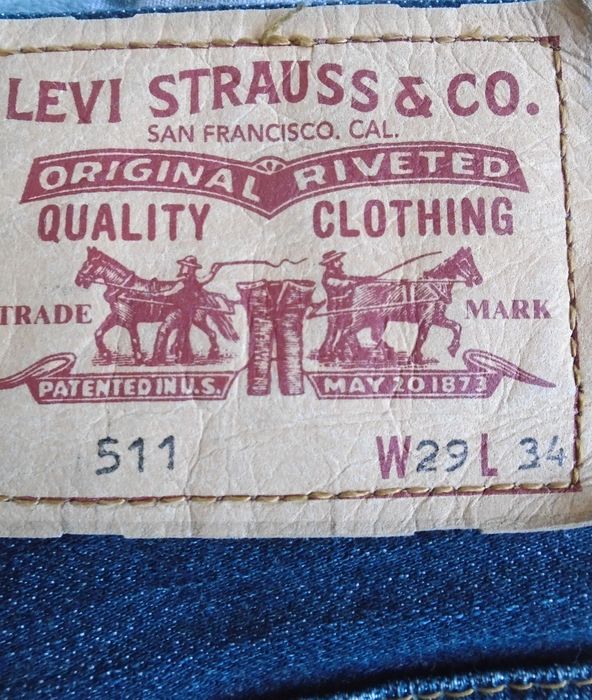 LEVI STRAUSS & CO.
SAN FRANCISCO. CAL.
ORIGINAL RIVETED
QUALITY CLOTHING
TRADE MARK
PATENTED IN U.S. MAY 20 1873
511 W29 L 34